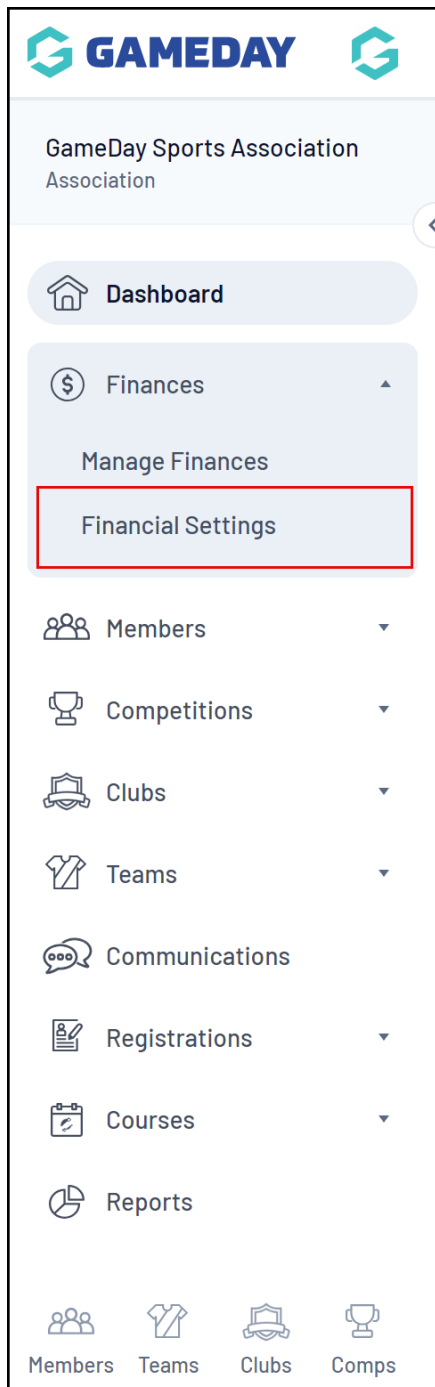 GAMEDAY
GameDay Sports Association
Association
Dashboard
Finances
Manage Finances
Financial Settings
Members
Competitions
Clubs
Teams
Communications
Registrations
Courses
Reports
Members Teams Clubs Comps